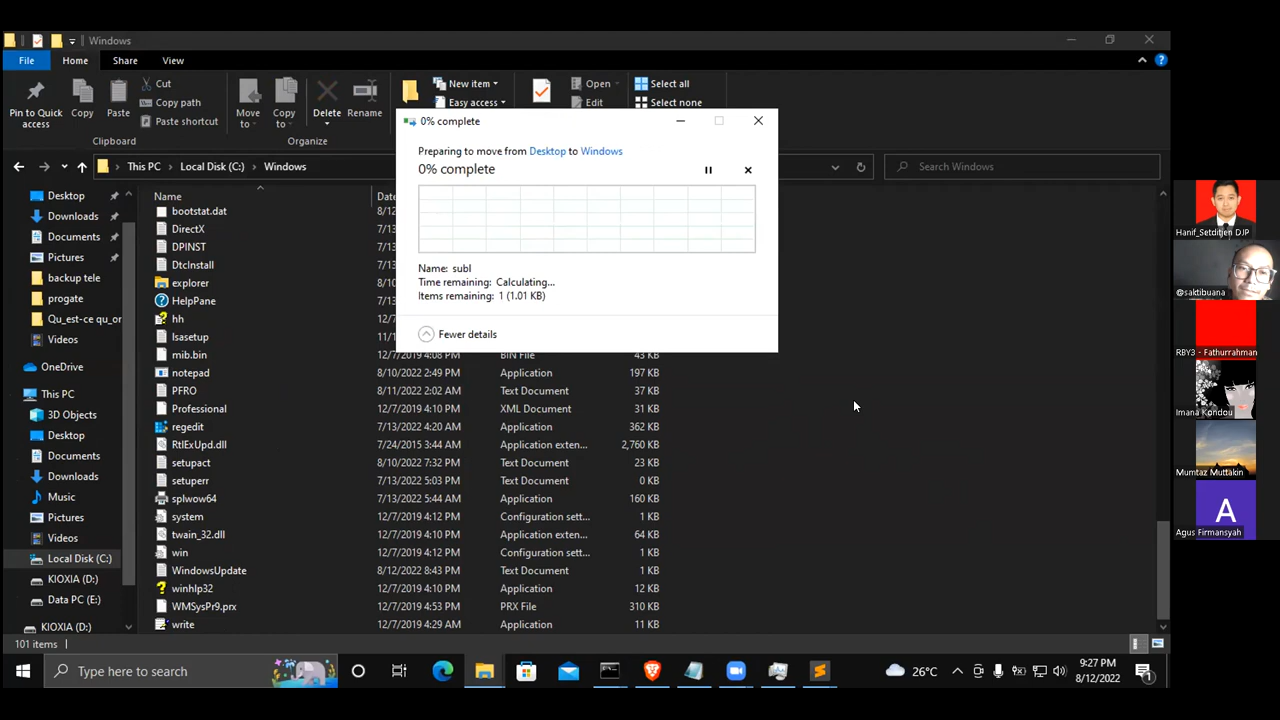 Windows
File Home Share View
Pin to Quick access
Copy
Paste
Cut
Copy path
Paste shortcut
Clipboard
Move to
Copy to
Delete
Rename
Organize
New item
Easy access
Open
Edit
Select all
Select none
This PC Local Disk (C:) Windows
Search Windows
Desktop
Downloads
Documents
Pictures
backup tele
progate
Qu_est-ce qu_on
Videos
OneDrive
This PC
3D Objects
Desktop
Documents
Downloads
Music
Pictures
Videos
Local Disk (C:)
KIOXIA (D:)
Data PC (E:)
KIOXIA (D:)
0% complete
Preparing to move from Desktop to Windows
0% complete
Name: subl
Time remaining: Calculating...
Items remaining: 1 (1.01 KB)
Fewer details
Name Date
bootstat.dat 8/12
DirectX 7/13
DPINST 7/13
DtcInstall 7/13
explorer 8/10
HelpPane 7/13
hh 12/7
lsasetup 11/1
mib.bin 12/7/2019 4:08 PM BIN File 43 KB
notepad 8/10/2022 2:49 PM Application 197 KB
PFRO 8/11/2022 2:02 AM Text Document 37 KB
Professional 12/7/2019 4:10 PM XML Document 31 KB
regedit 7/13/2022 4:20 AM Application 362 KB
RtlExUpd.dll 7/24/2015 3:44 AM Application exten... 2,760 KB
setupact 8/10/2022 7:32 PM Text Document 23 KB
setuperr 7/13/2022 5:03 PM Text Document 0 KB
splwow64 7/13/2022 5:44 AM Application 160 KB
system 12/7/2019 4:12 PM Configuration sett... 1 KB
twain_32.dll 12/7/2019 4:10 PM Application exten... 64 KB
win 12/7/2019 4:12 PM Configuration sett... 1 KB
WindowsUpdate 8/12/2022 8:43 PM Text Document 1 KB
winhlp32 12/7/2019 4:10 PM Application 12 KB
WMSysPr9.prx 12/7/2019 4:53 PM PRX File 310 KB
write 12/7/2019 4:29 AM Application 11 KB
101 items
Type here to search
26°C
9:27 PM
8/12/2022
1
Hanif_Setditjen DJP
@saktibuana
RBY3 - Fathurrahman
Imana Kondou
Mumtaz Muttakin
A
Agus Firmansyah